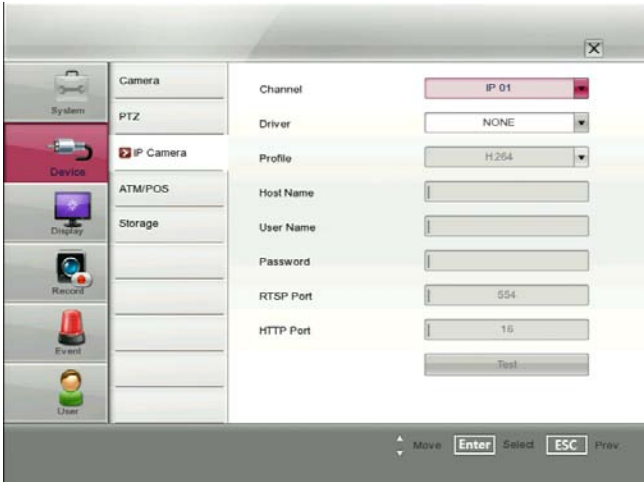 System
Device
Display
Record
Event
User
Camera
PTZ
IP Camera
ATM/POS
Storage
Channel IP 01
Driver NONE
Profile H.264
Host Name
User Name
Password
RTSP Port 554
HTTP Port 16
Test
Move Enter Select ESC Prev.